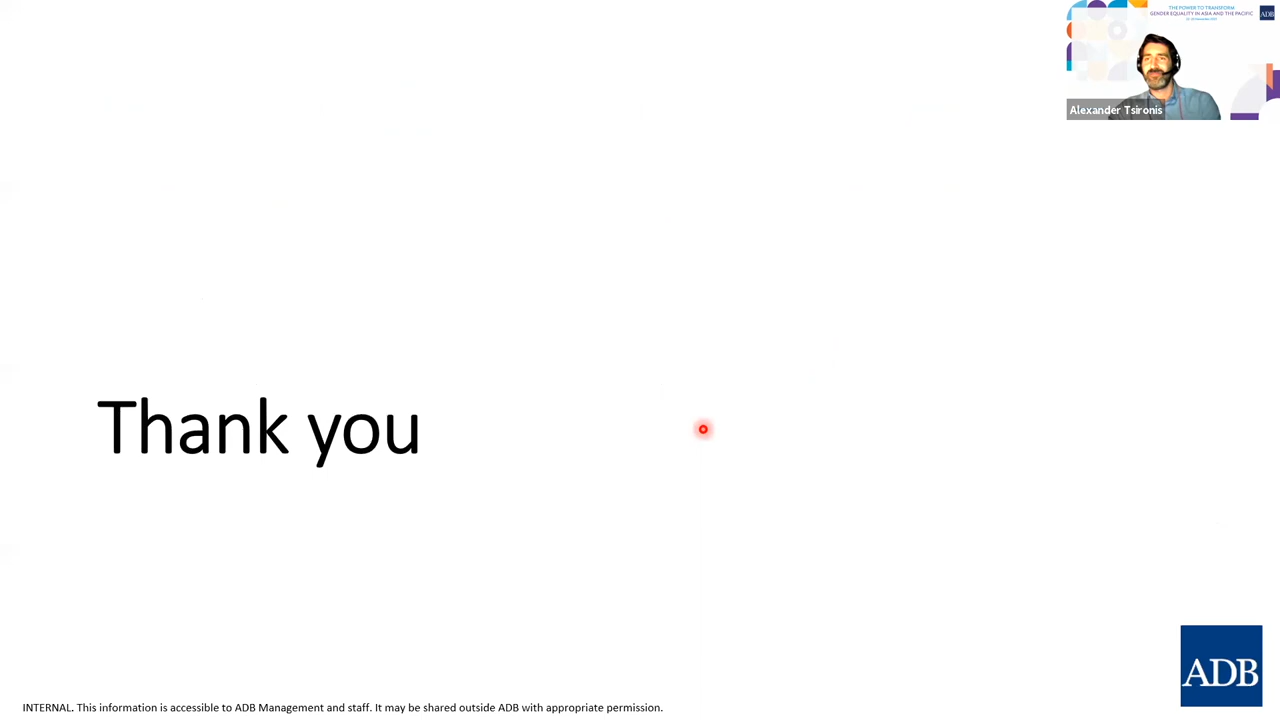 THE POWER TO TRANSFORM
GENDER EQUALITY IN ASIA AND THE PACIFIC
ADB
Alexander Tsironis
Thank you
ADB
INTERNAL. This information is accessible to ADB Management and staff. It may be shared outside ADB with appropriate permission.